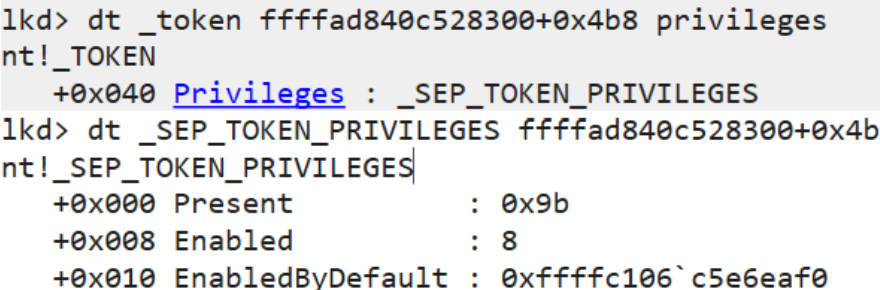 lkd> dt _token ffffad840c528300+0x4b8 privileges
nt!_TOKEN
   +0x040 Privileges : _SEP_TOKEN_PRIVILEGES
lkd> dt _SEP_TOKEN_PRIVILEGES ffffad840c528300+0x4b
nt!_SEP_TOKEN_PRIVILEGES
   +0x000 Present          : 0x9b
   +0x008 Enabled          : 8
   +0x010 EnabledByDefault : 0xffffc106`c5e6eaf0